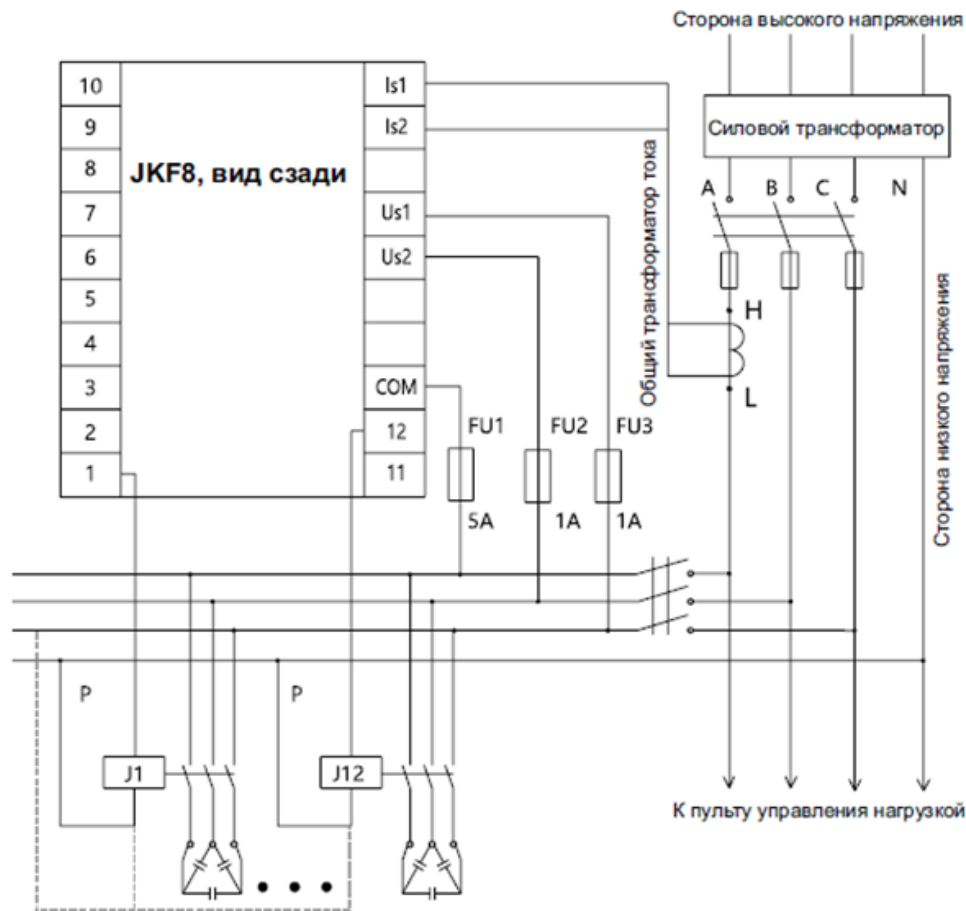 Сторона высокого напряжения
10
Is1
9
Is2
8
JKF8, вид сзади
7
Us1
6
Us2
5
4
3
COM
2
12
1
11
Силовой трансформатор
A
B
C
N
Общий трансформатор тока
H
L
Сторона низкого напряжения
FU1
FU2
FU3
5A
1A
1A
P
P
J1
J12
К пульту управления нагрузкой